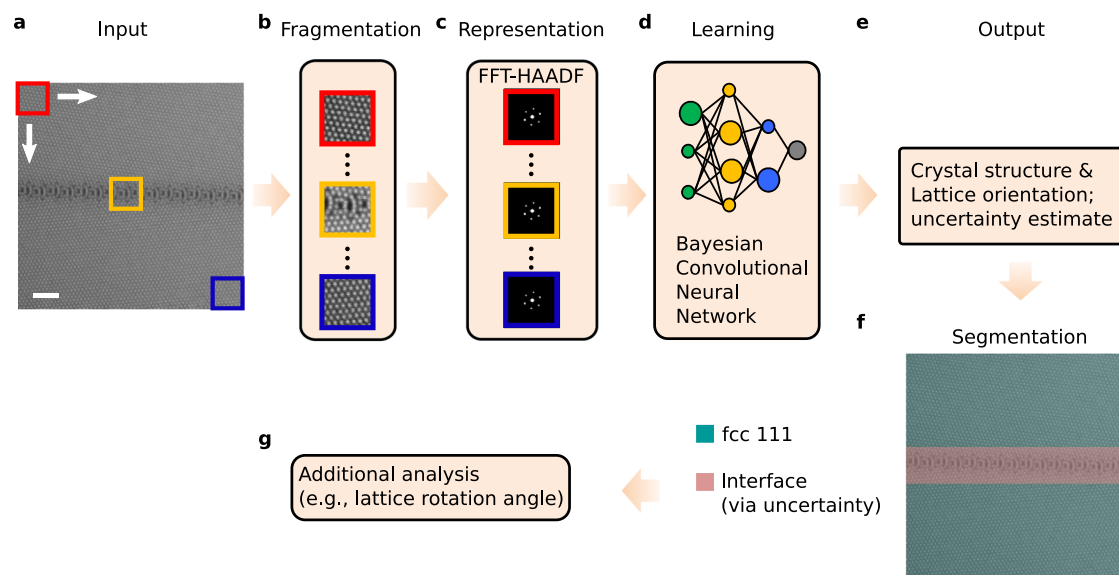 a
Input
b
Fragmentation
c
Representation
FFT-HAADF
d
Learning
Bayesian
Convolutional
Neural
Network
e
Output
Crystal structure &
Lattice orientation;
uncertainty estimate
f
Segmentation
g
Additional analysis
(e.g., lattice rotation angle)
fcc 111
Interface
(via uncertainty)